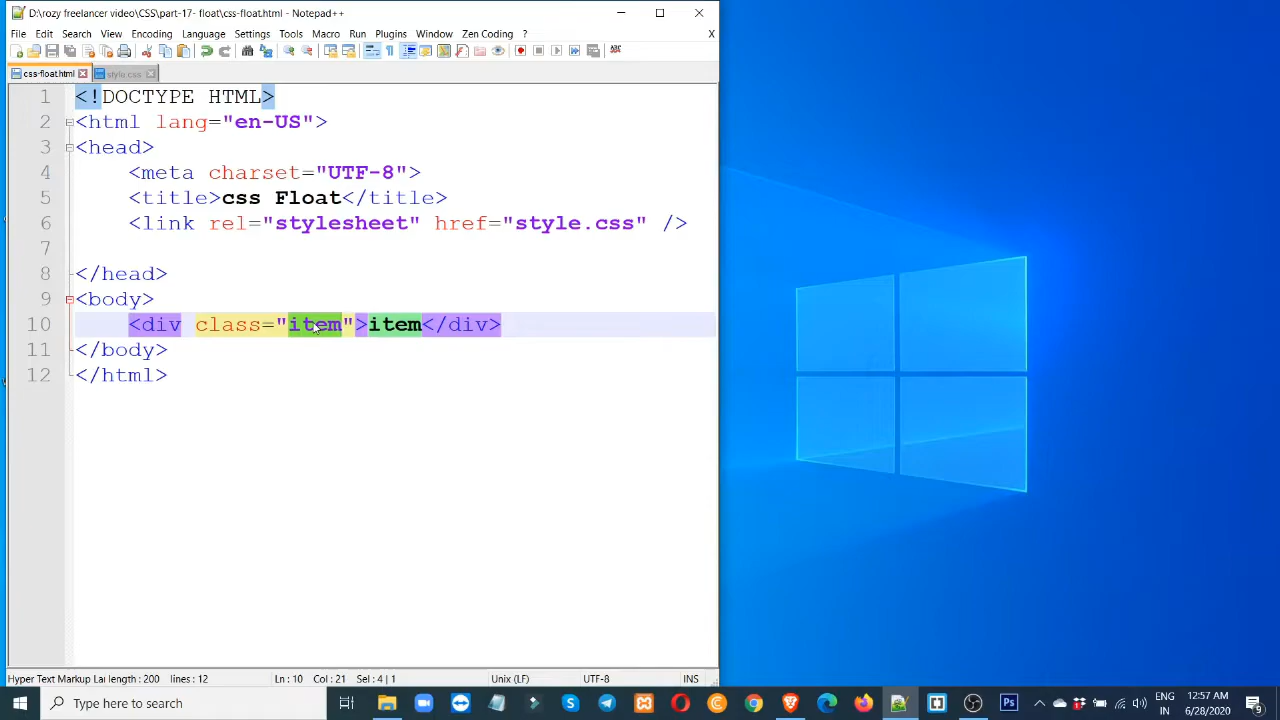 D:\rozy freelancer video\CSS\part-17- float\css-float.html - Notepad++
File Edit Search View Encoding Language Settings Tools Macro Run Plugins Window Zen Coding ? X
css-float.html style.css
1 <!DOCTYPE HTML>
2 <html lang="en-US">
3 <head>
4 <meta charset="UTF-8">
5 <title>css Float</title>
6 <link rel="stylesheet" href="style.css" />
7
8 </head>
9 <body>
10 <div class="item">item</div>
11 </body>
12 </html>
Hyper Text Markup Lan length : 200 lines : 12 Ln : 10 Col : 21 Sel : 4 | 1 Unix (LF) UTF-8 INS
Type here to search
ENG
IN
12:57 AM
6/28/2020